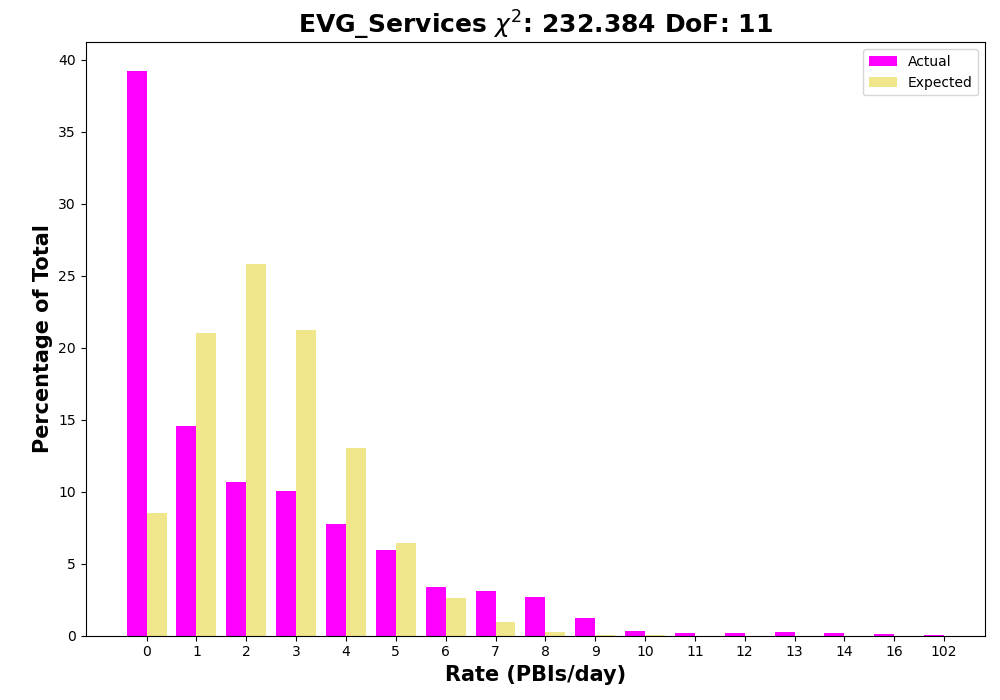 EVG_Services χ²: 232.384 DoF: 11
Actual
Expected
Percentage of Total
40
35
30
25
20
15
10
5
0
0 1 2 3 4 5 6 7 8 9 10 11 12 13 14 16 102
Rate (PBIs/day)